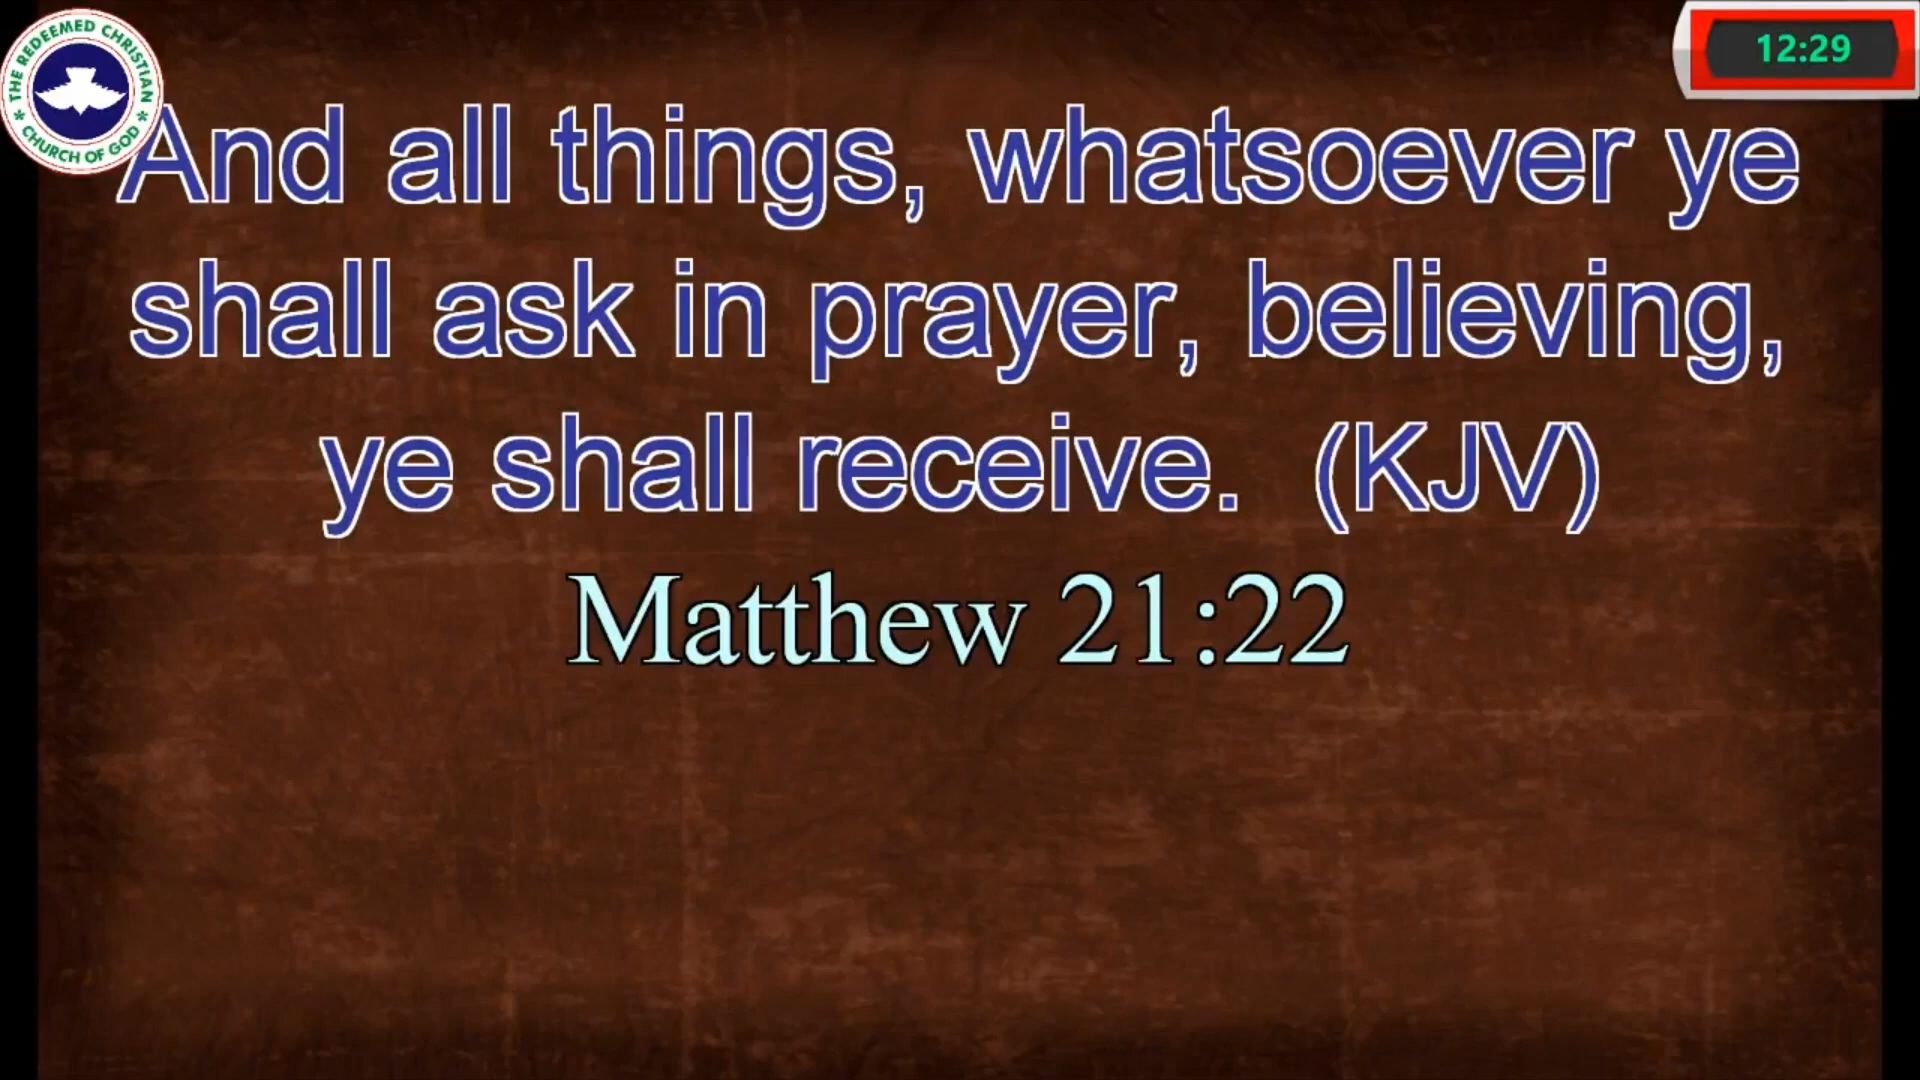 THE REDEEMED CHRISTIAN
CHURCH OF GOD
12:29
And all things, whatsoever ye
shall ask in prayer, believing,
ye shall receive. (KJV)
Matthew 21:22